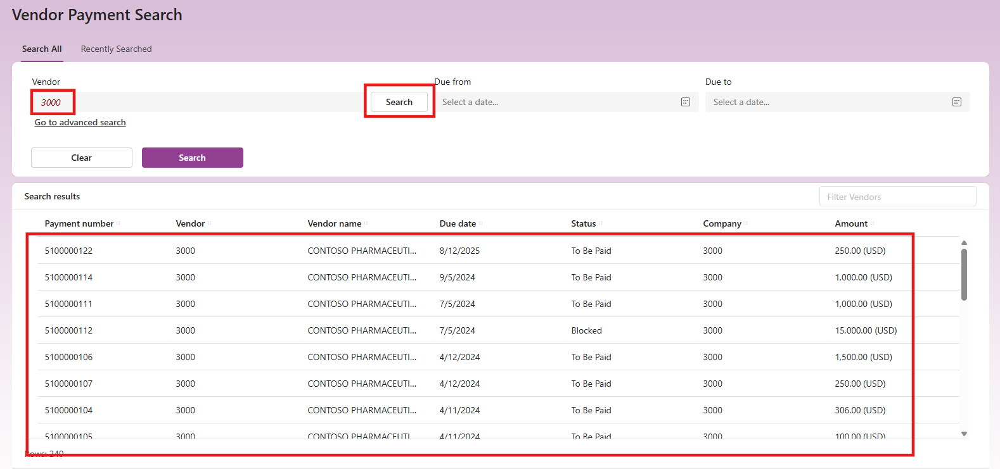 Vendor Payment Search
Search All Recently Searched
Vendor Due from Due to
3000 Search Select a date... Select a date...
Go to advanced search
Clear Search
Search results Filter Vendors
Payment number Vendor Vendor name Due date Status Company Amount
5100000122 3000 CONTOSO PHARMACEUTI... 8/12/2025 To Be Paid 3000 250.00 (USD)
5100000114 3000 CONTOSO PHARMACEUTI... 9/5/2024 To Be Paid 3000 1,000.00 (USD)
5100000111 3000 CONTOSO PHARMACEUTI... 7/5/2024 To Be Paid 3000 1,000.00 (USD)
5100000112 3000 CONTOSO PHARMACEUTI... 7/5/2024 Blocked 3000 15,000.00 (USD)
5100000106 3000 CONTOSO PHARMACEUTI... 4/12/2024 To Be Paid 3000 1,500.00 (USD)
5100000107 3000 CONTOSO PHARMACEUTI... 4/12/2024 To Be Paid 3000 250.00 (USD)
5100000104 3000 CONTOSO PHARMACEUTI... 4/11/2024 To Be Paid 3000 306.00 (USD)
5100000105 3000 CONTOSO PHARMACEUTI... 4/11/2024 To Be Paid 3000 100.00 (USD)
Rows: 240